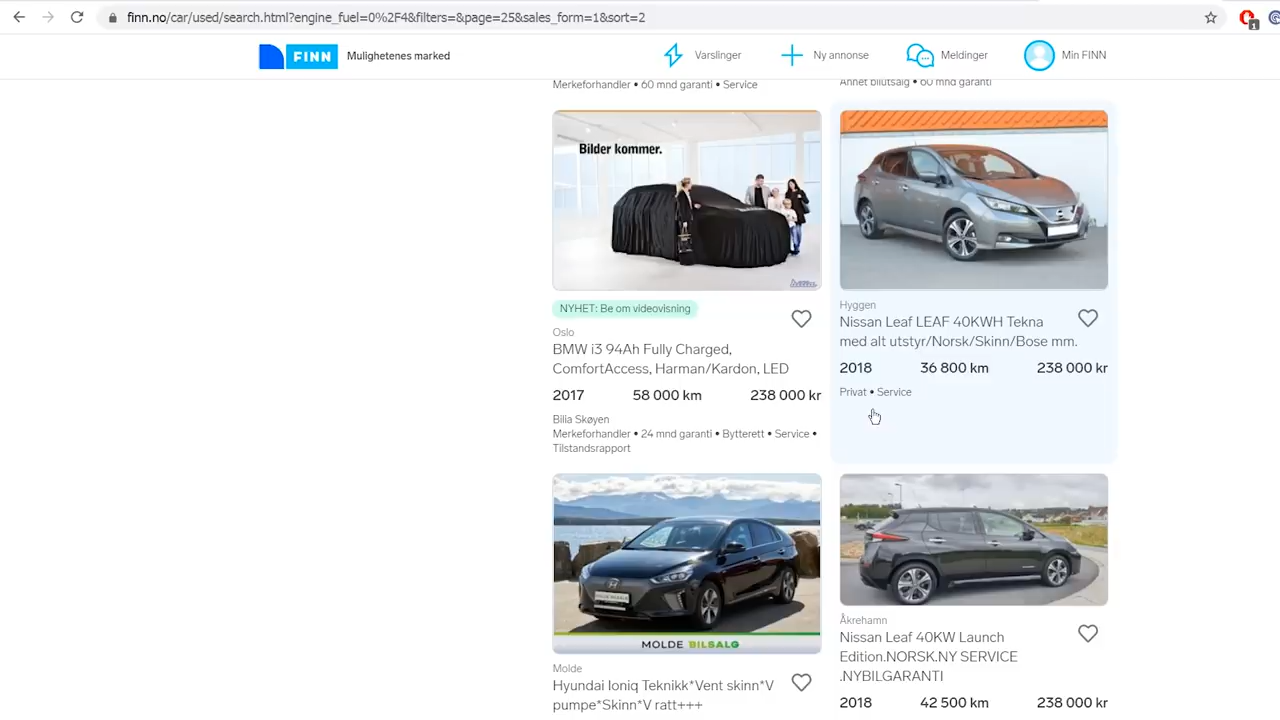 finn.no/car/used/search.html?engine_fuel=0%2F4&filters=&page=25&sales_form=1&sort=2
1
FINN
Mulighetenes marked
Varslinger
Ny annonse
Meldinger
Min FINN
Merkeforhandler • 60 mnd garanti • Service
Annet bilutsalg • 60 mnd garanti
Bilder kommer.
NYHET: Be om videovisning
Oslo
BMW i3 94Ah Fully Charged,
ComfortAccess, Harman/Kardon, LED
2017 58 000 km 238 000 kr
Bilia Skøyen
Merkeforhandler • 24 mnd garanti • Bytterett • Service •
Tilstandsrapport
Hyggen
Nissan Leaf LEAF 40KWH Tekna
med alt utstyr/Norsk/Skinn/Bose mm.
2018 36 800 km 238 000 kr
Privat • Service
MOLDE BILSALG
Molde
Hyundai Ioniq Teknikk*Vent skinn*V
pumpe*Skinn*V ratt+++
Åkrehamn
Nissan Leaf 40KW Launch
Edition.NORSK.NY SERVICE
.NYBILGARANTI
2018 42 500 km 238 000 kr